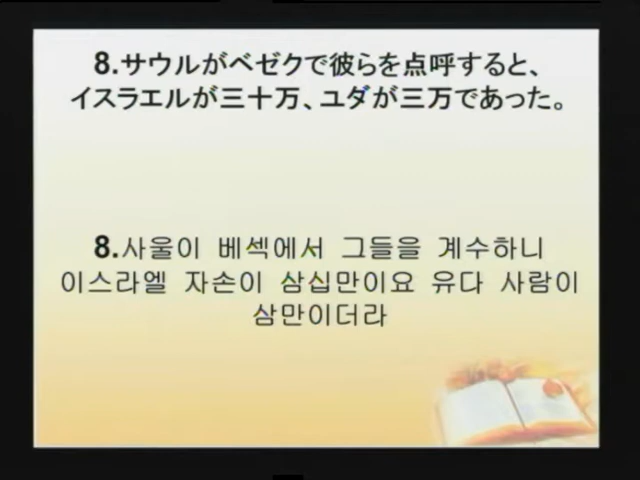 8.サウルがベゼクで彼らを点呼すると、
イスラエルが三十万、ユダが三万であった。
8.사울이 베섹에서 그들을 계수하니
이스라엘 자손이 삼십만이요 유다 사람이
삼만이더라